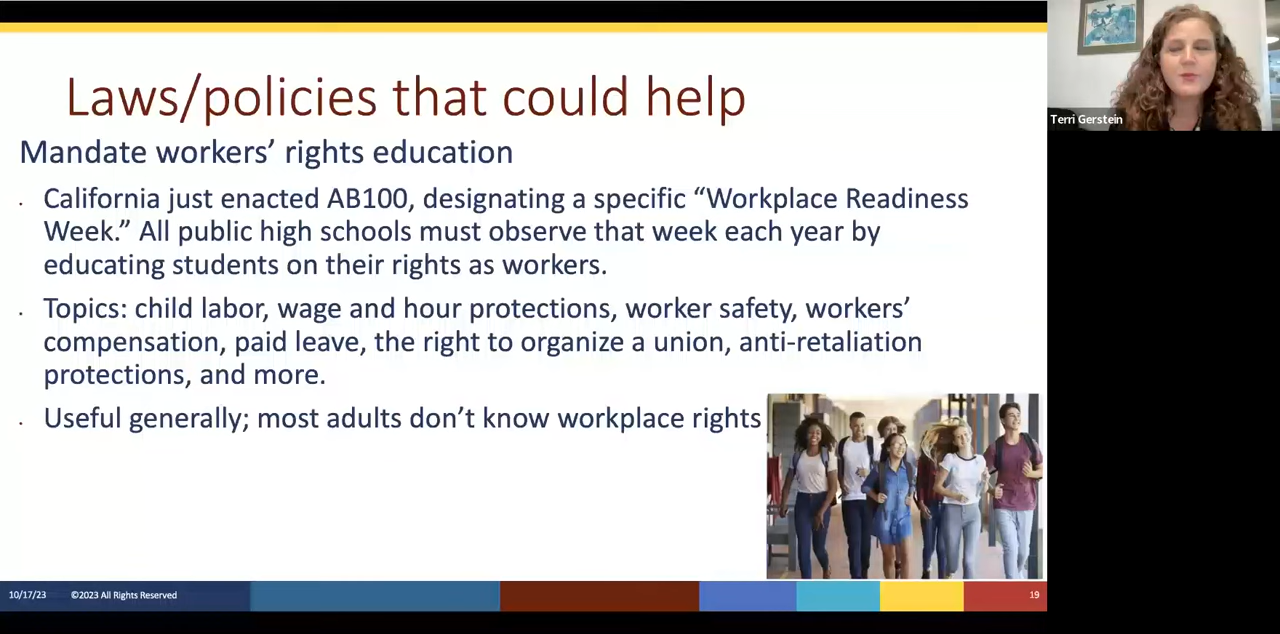 Laws/policies that could help
Mandate workers’ rights education
· California just enacted AB100, designating a specific “Workplace Readiness
Week.” All public high schools must observe that week each year by
educating students on their rights as workers.
· Topics: child labor, wage and hour protections, worker safety, workers’
compensation, paid leave, the right to organize a union, anti-retaliation
protections, and more.
· Useful generally; most adults don’t know workplace rights
10/17/23 ©2023 All Rights Reserved 19
Terri Gerstein